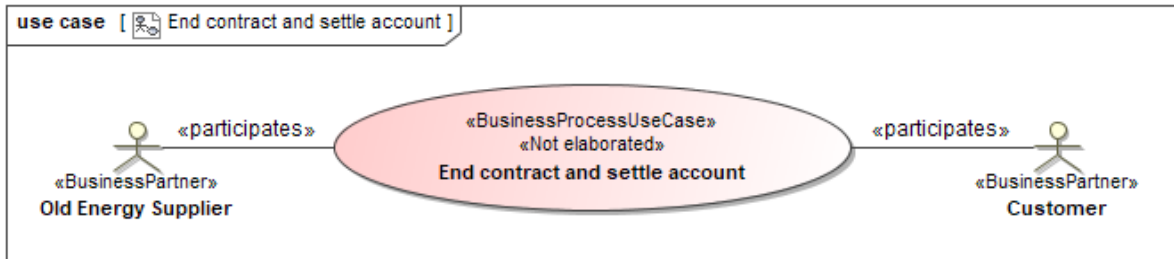 use case [ End contract and settle account ]
«participates»
«BusinessPartner»
Old Energy Supplier
«BusinessProcessUseCase»
«Not elaborated»
End contract and settle account
«participates»
«BusinessPartner»
Customer